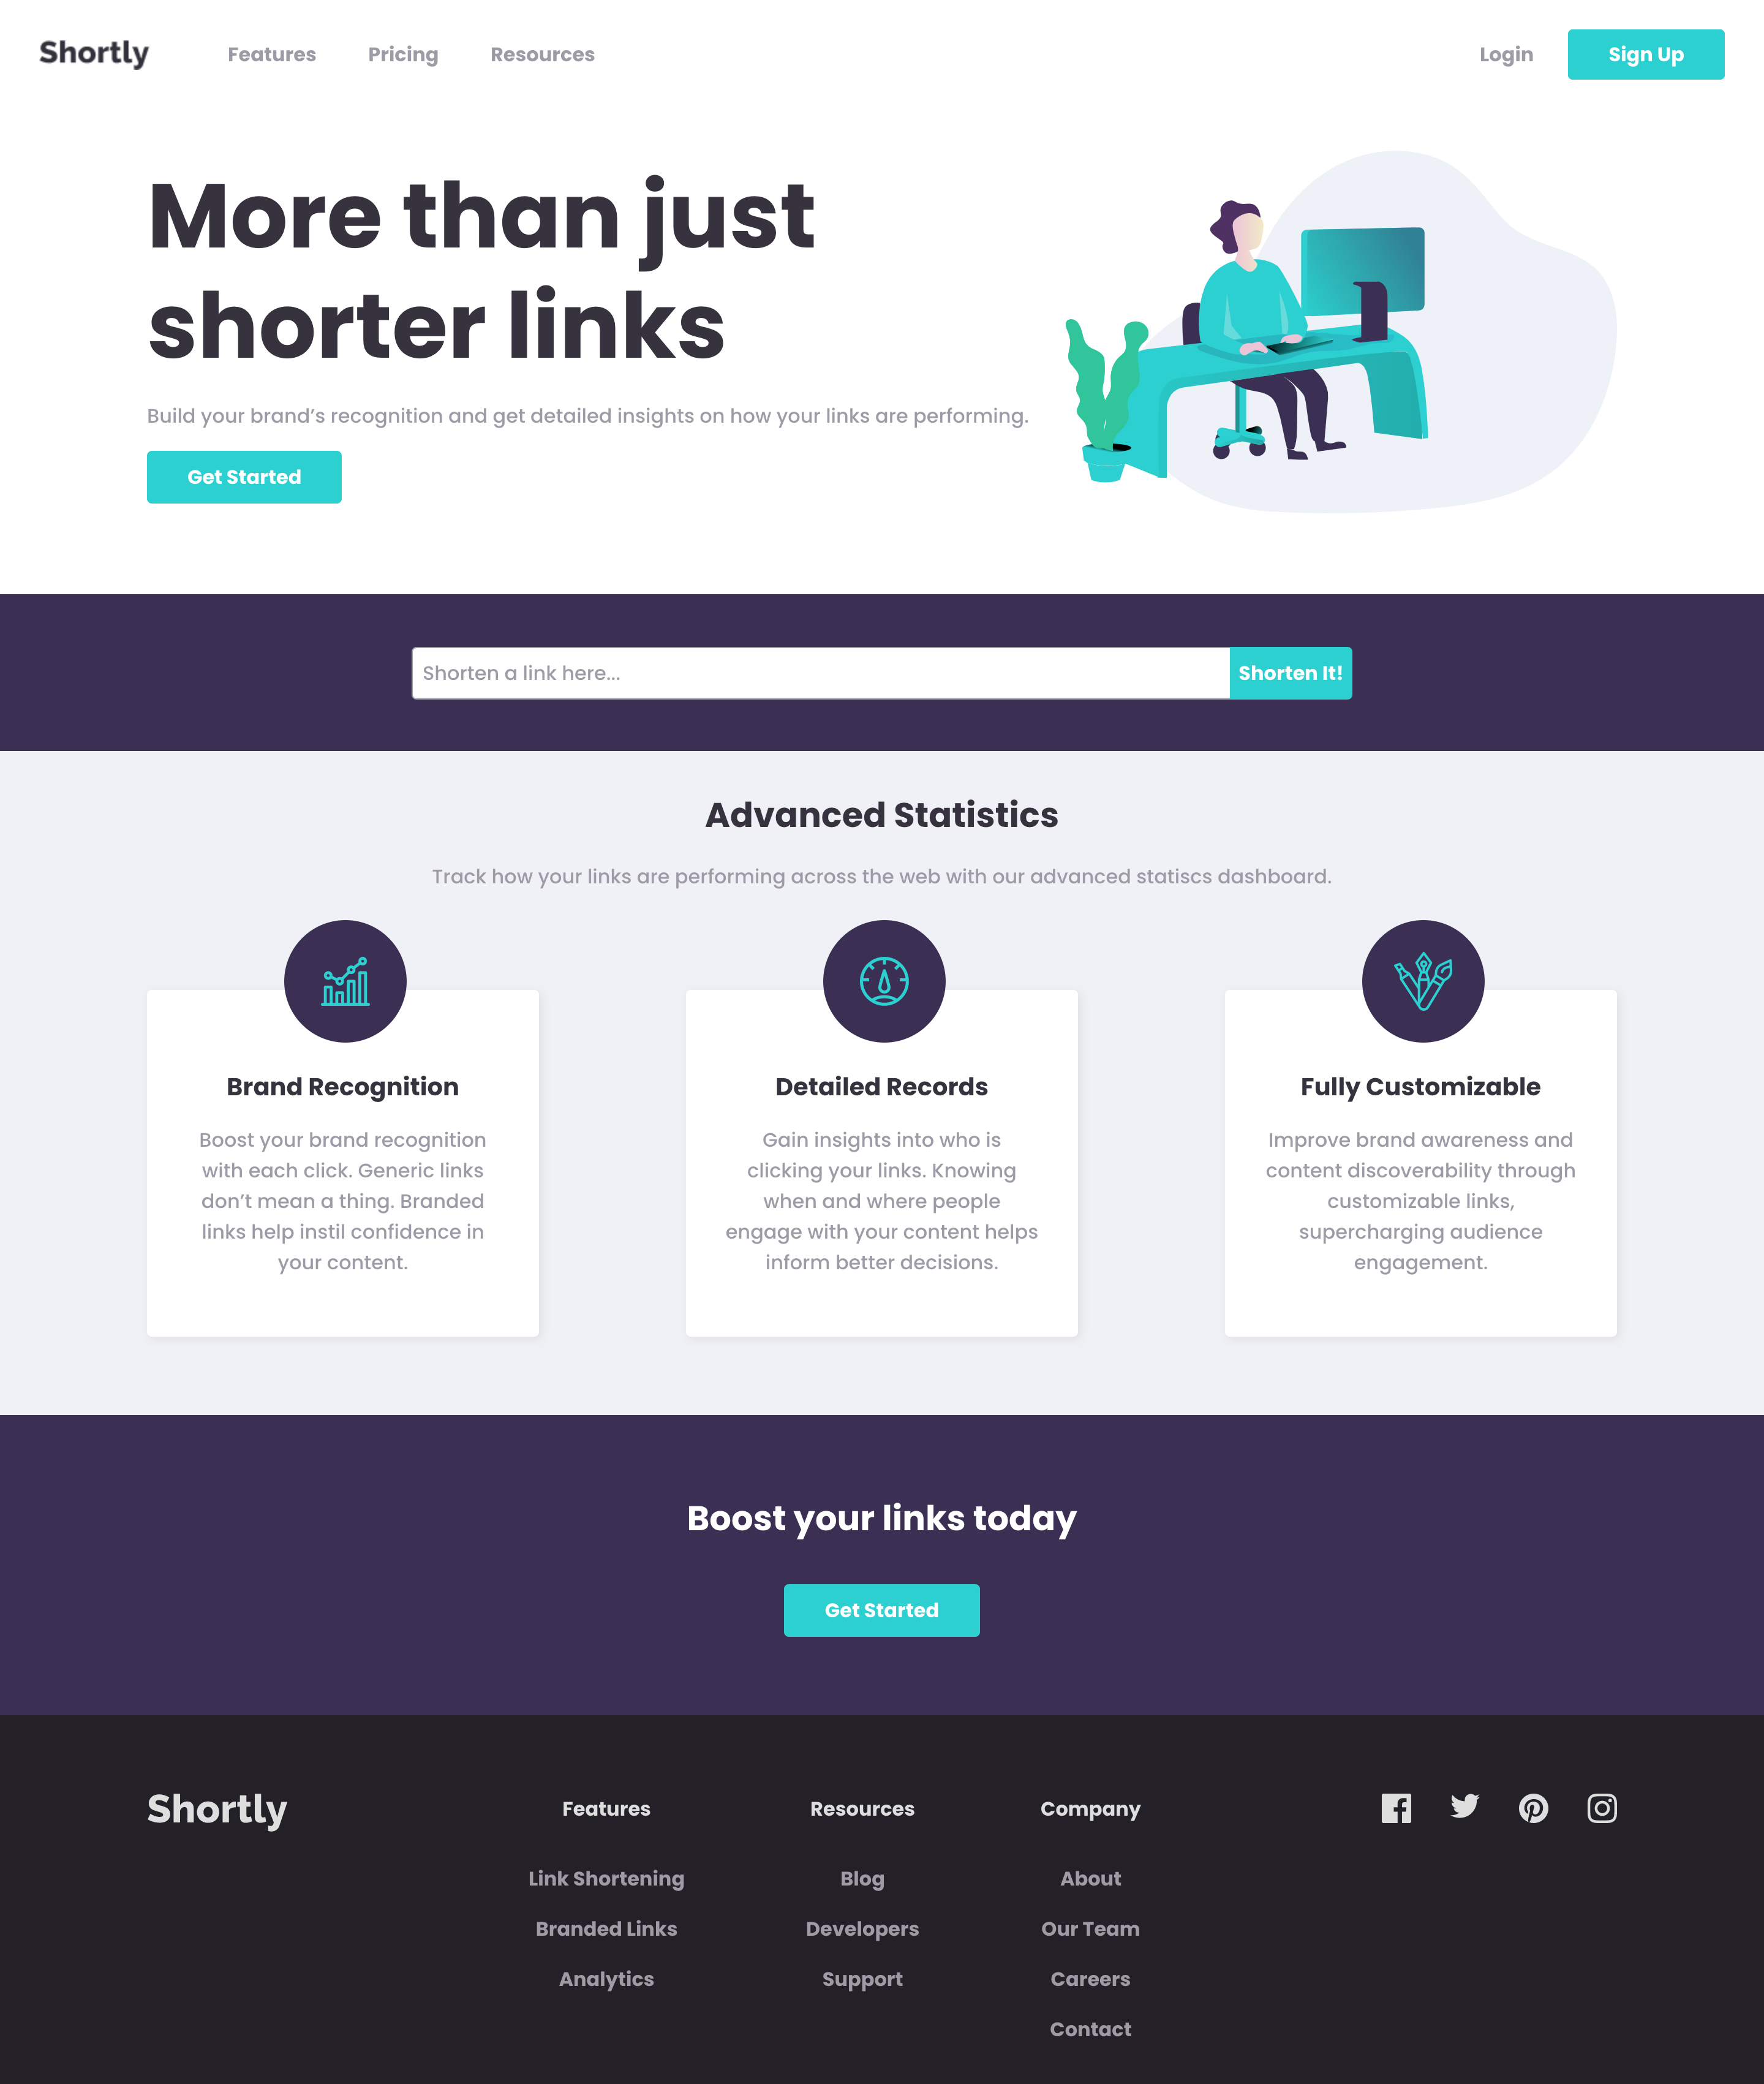 Shortly
Features
Pricing
Resources
Login
Sign Up
More than just
shorter links
Build your brand’s recognition and get detailed insights on how your links are performing.
Get Started
Shorten a link here...
Shorten It!
Advanced Statistics
Track how your links are performing across the web with our advanced statiscs dashboard.
Brand Recognition
Boost your brand recognition
with each click. Generic links
don’t mean a thing. Branded
links help instil confidence in
your content.
Detailed Records
Gain insights into who is
clicking your links. Knowing
when and where people
engage with your content helps
inform better decisions.
Fully Customizable
Improve brand awareness and
content discoverability through
customizable links,
supercharging audience
engagement.
Boost your links today
Get Started
Shortly
Features
Link Shortening
Branded Links
Analytics
Resources
Blog
Developers
Support
Company
About
Our Team
Careers
Contact